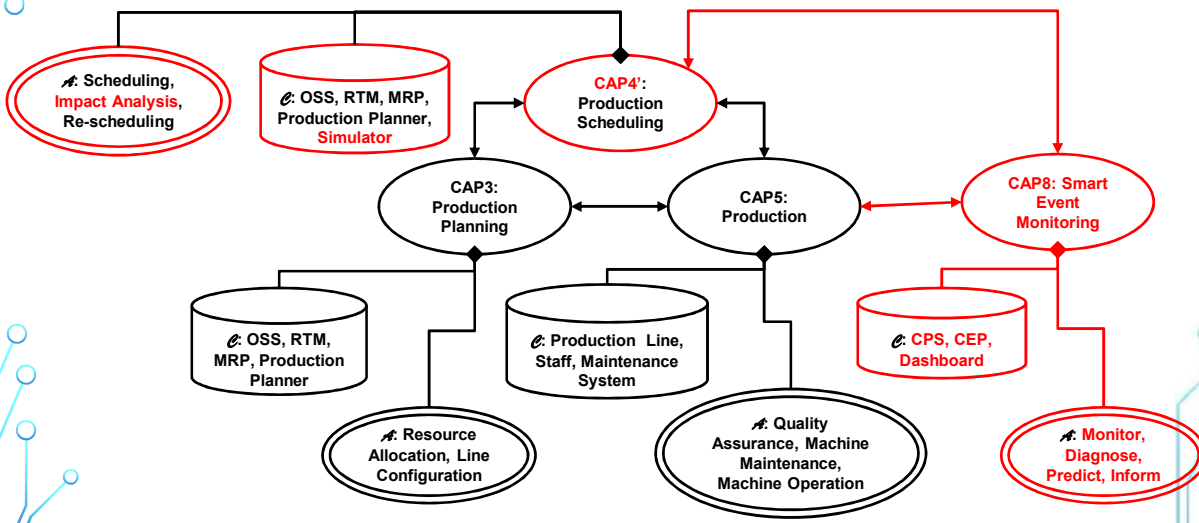 𝒜: Scheduling,
Impact Analysis,
Re-scheduling
𝒞: OSS, RTM, MRP,
Production Planner,
Simulator
CAP4’:
Production
Scheduling
CAP3:
Production
Planning
CAP5:
Production
CAP8: Smart
Event
Monitoring
𝒞: OSS, RTM,
MRP, Production
Planner
𝒞: Production Line,
Staff, Maintenance
System
𝒞: CPS, CEP,
Dashboard
𝒜: Resource
Allocation, Line
Configuration
𝒜: Quality
Assurance, Machine
Maintenance,
Machine Operation
𝒜: Monitor,
Diagnose,
Predict, Inform